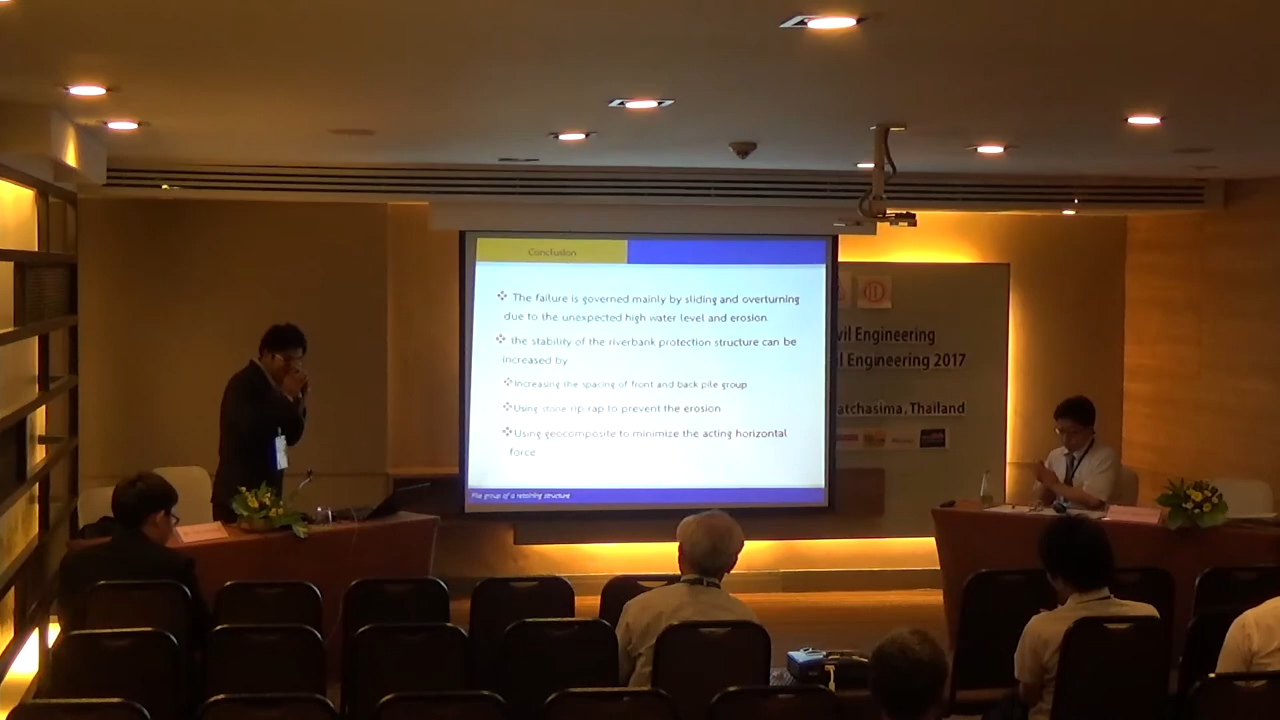 Conclusion
❖ The failure is governed mainly by sliding and overturning
due to the unexpected high water level and erosion
❖ the stability of the riverbank protection structure can be
increased by
❖Increasing the spacing of front and back pile group
❖Using stone rip-rap to prevent the erosion
❖Using geocomposite to minimize the acting horizontal
force
Pile group of a retaining structure
vil Engineering
l Engineering 2017
atchasima, Thailand